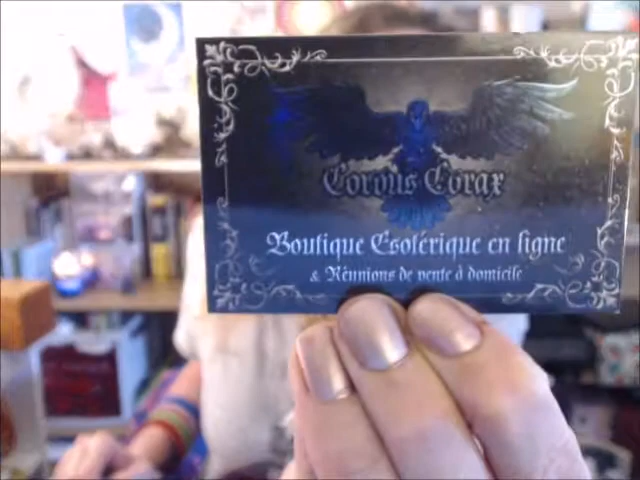 Corvus Corax
Boutique Esotérique en ligne
& Réunions de vente à domicile